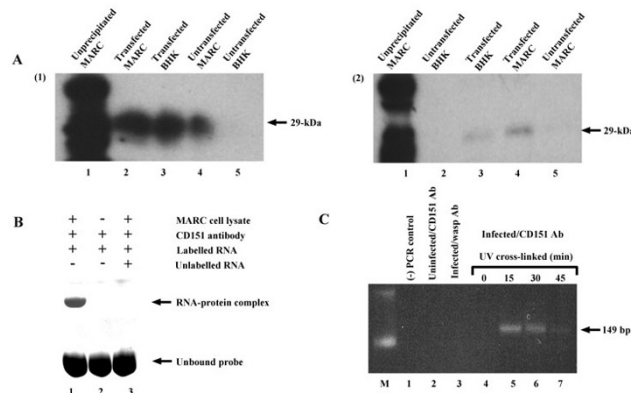 Unprecipitated MARC
Transfected MARC
Transfected BHK
Untransfected MARC
Untransfected BHK
A
(1)
29-kDa
1 2 3 4 5
Unprecipitated MARC
Untransfected BHK
Transfected BHK
Transfected MARC
Untransfected MARC
(2)
29-kDa
1 2 3 4 5
B
+ - + MARC cell lysate
+ + + CD151 antibody
+ + + Labelled RNA
- - + Unlabelled RNA
RNA-protein complex
Unbound probe
1 2 3
C
(-) PCR control
Uninfected/CD151 Ab
Infected/wasp Ab
Infected/CD151 Ab
UV cross-linked (min)
0 15 30 45
149 bp
M 1 2 3 4 5 6 7